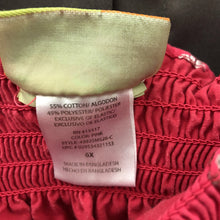 55% COTTON/ ALGODON
45% POLYESTER/ POLIESTER
EXCLUSIVE OF ELASTIC
EXCLUSIVO DE ELASTICO
COLOR: PINK
6X
MADE IN BANGLADESH
HECHO EN BANGLADESH